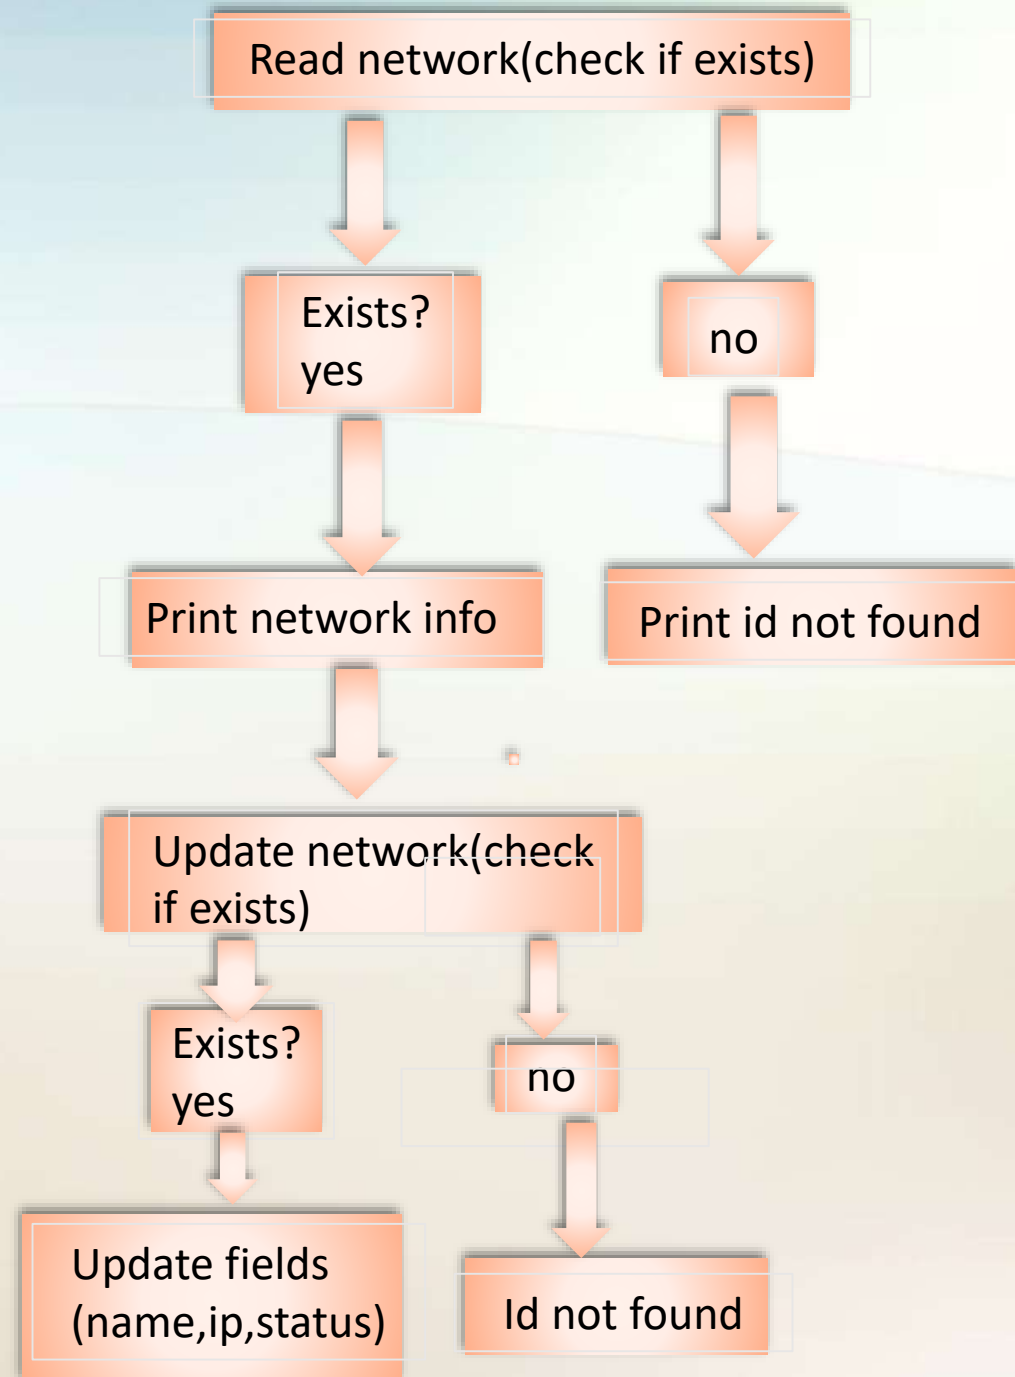 Read network(check if exists)
Exists?
yes
no
Print network info
Print id not found
Update network(check
if exists)
Exists?
yes
no
Update fields
(name,ip,status)
Id not found